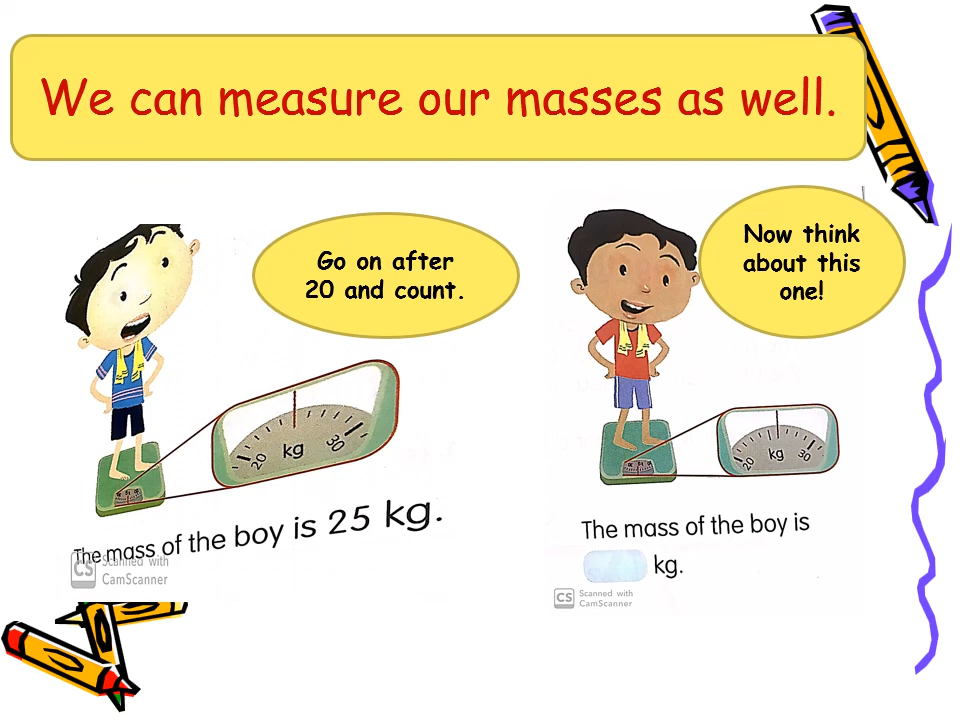 We can measure our masses as well.
Go on after
20 and count.
Now think
about this
one!
20
kg
30
The mass of the boy is 25 kg.
CS Scanned with
CamScanner
20
kg
30
The mass of the boy is
kg.
CS Scanned with
CamScanner